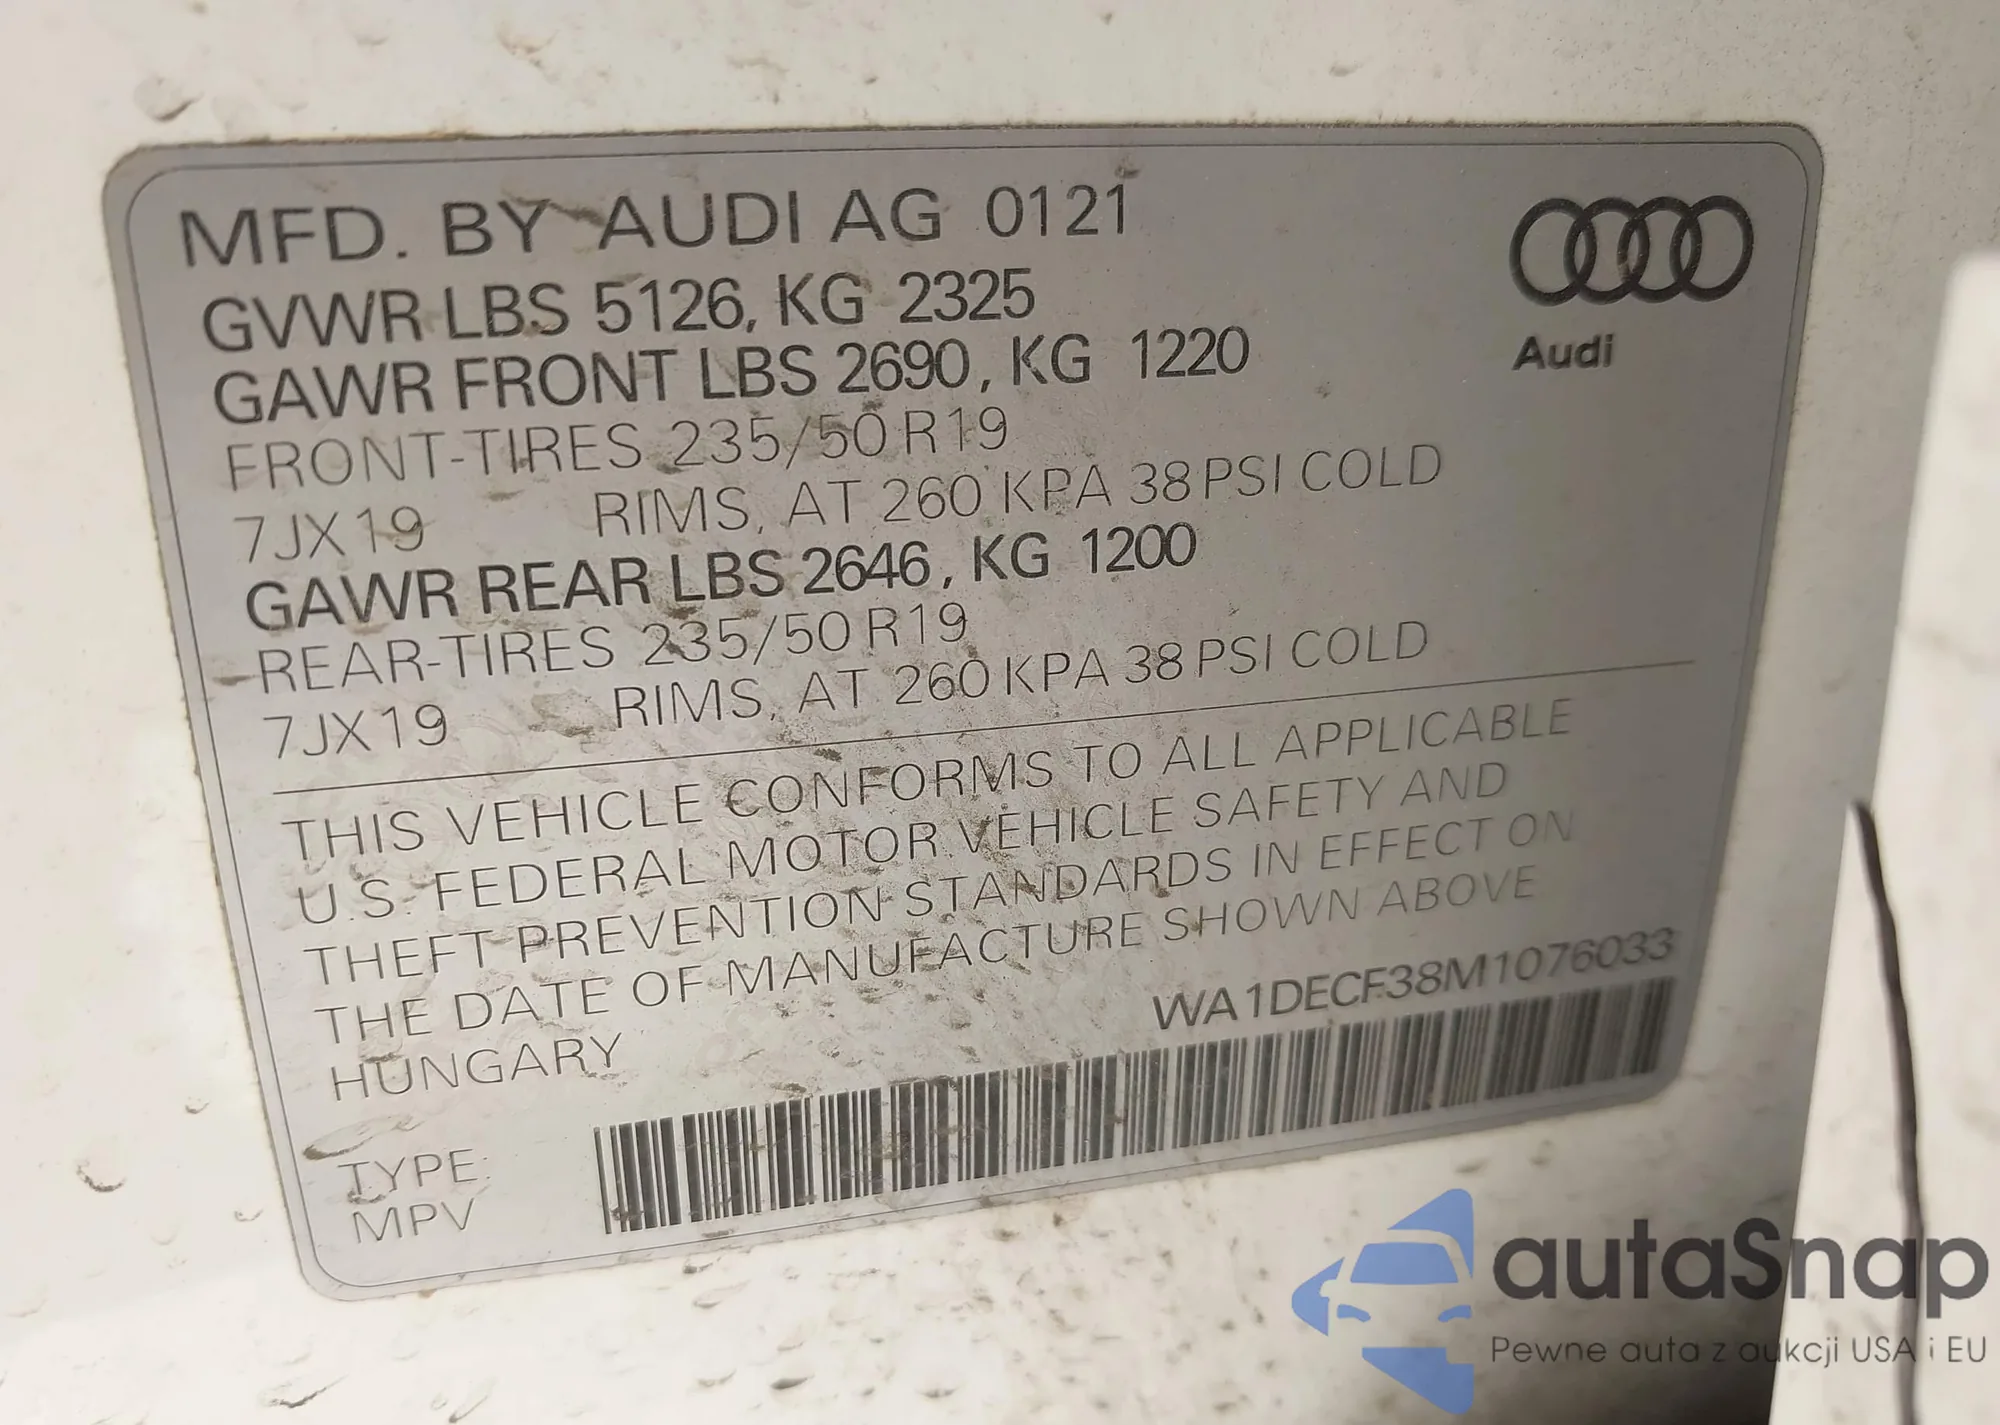 MFD. BY AUDI AG 0121
GVWR LBS 5126, KG 2325
GAWR FRONT LBS 2690, KG 1220
FRONT-TIRES 235/50 R19
7JX19 RIMS, AT 260 KPA 38 PSI COLD
GAWR REAR LBS 2646, KG 1200
REAR-TIRES 235/50 R19
7JX19 RIMS, AT 260 KPA 38 PSI COLD
Audi
THIS VEHICLE CONFORMS TO ALL APPLICABLE
U.S. FEDERAL MOTOR VEHICLE SAFETY AND
THEFT PREVENTION STANDARDS IN EFFECT ON
THE DATE OF MANUFACTURE SHOWN ABOVE
HUNGARY WA1DECF38M1076033
TYPE:
MPV
autaSnap
Pewne auta z aukcji USA i EU